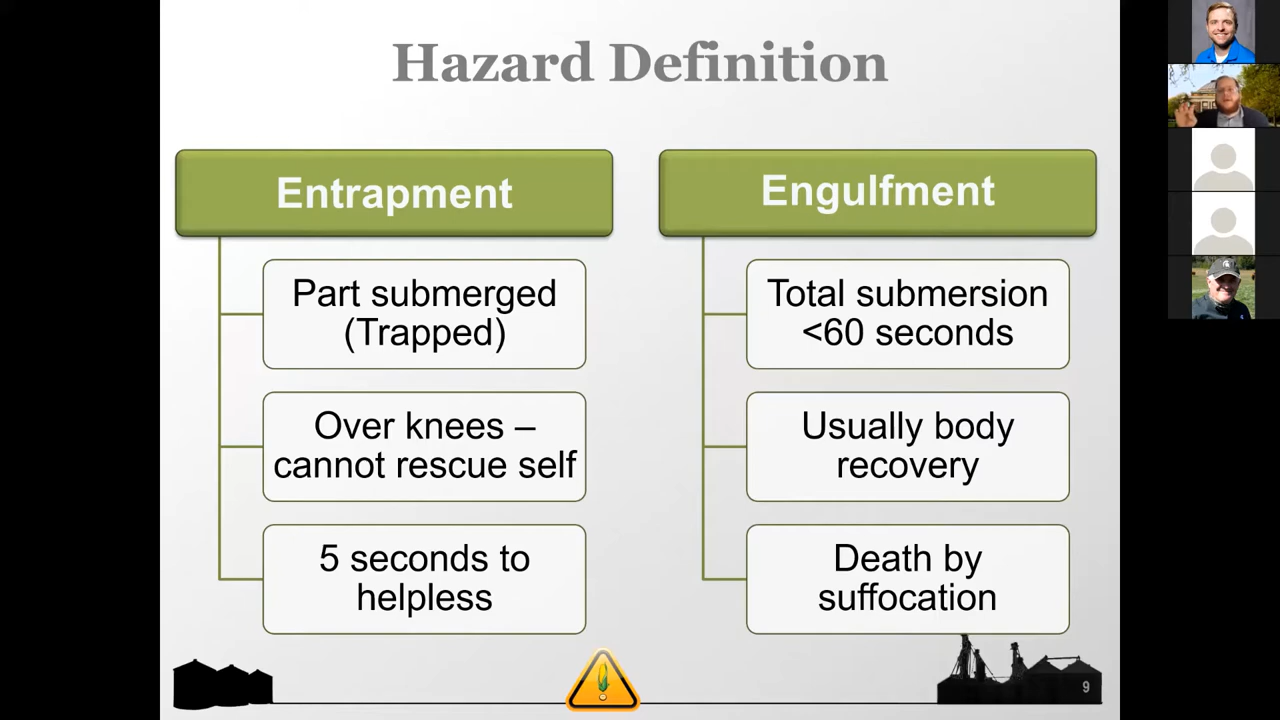 Hazard Definition
Entrapment
Part submerged
(Trapped)
Over knees –
cannot rescue self
5 seconds to
helpless
Engulfment
Total submersion
<60 seconds
Usually body
recovery
Death by
suffocation
9